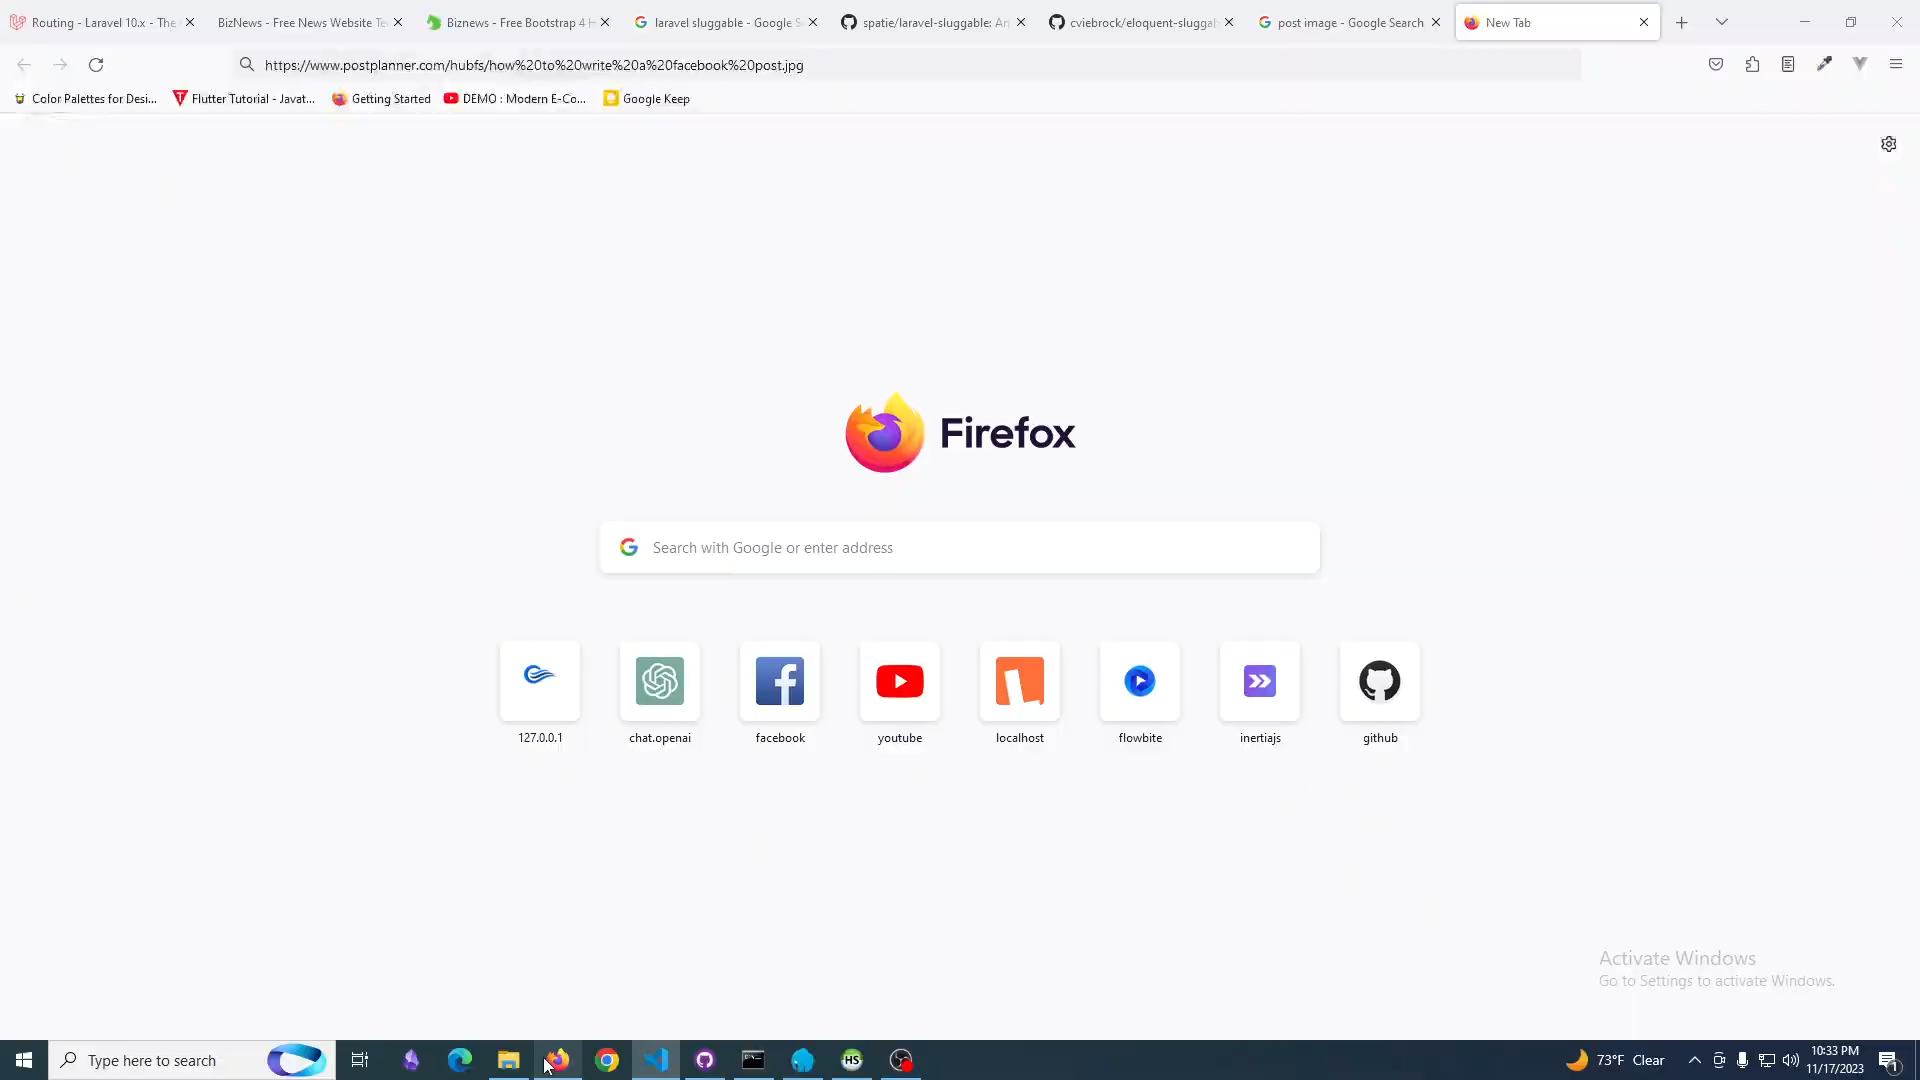 Routing - Laravel 10.x - The
BizNews - Free News Website Te
Biznews - Free Bootstrap 4 H
laravel sluggable - Google S
spatie/laravel-sluggable: An
cviebrock/eloquent-sluggab
post image - Google Search
New Tab
https://www.postplanner.com/hubfs/how%20to%20write%20a%20facebook%20post.jpg
Color Palettes for Desi...
Flutter Tutorial - Javat...
Getting Started
DEMO : Modern E-Co...
Google Keep
Firefox
Search with Google or enter address
127.0.0.1
chat.openai
facebook
youtube
localhost
flowbite
inertiajs
github
Activate Windows
Go to Settings to activate Windows.
Type here to search
HS
73°F Clear
10:33 PM
11/17/2023
1